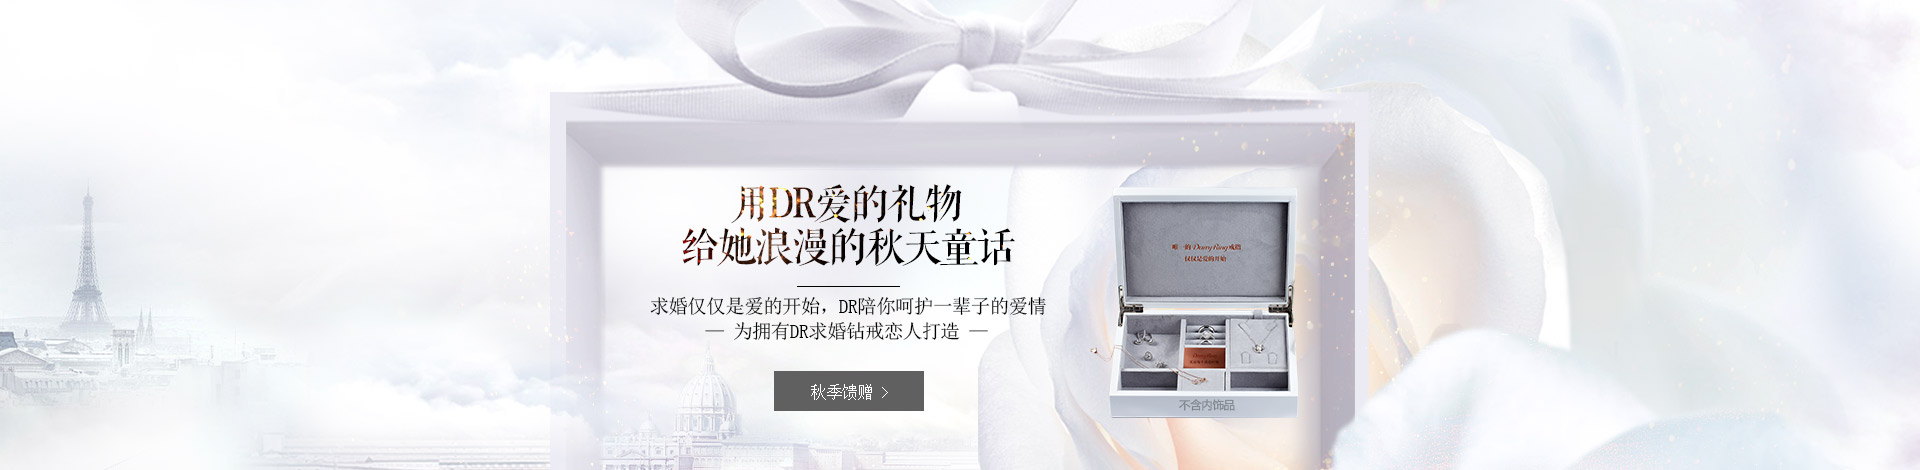 用DR爱的礼物
给她浪漫的秋天童话
求婚仅仅是爱的开始，DR陪你呵护一辈子的爱情
— 为拥有DR求婚钻戒恋人打造 —
秋季馈赠 >
唯一的 Darry Ring 戒指
仅仅是爱的开始
Darry Ring
不含内饰品